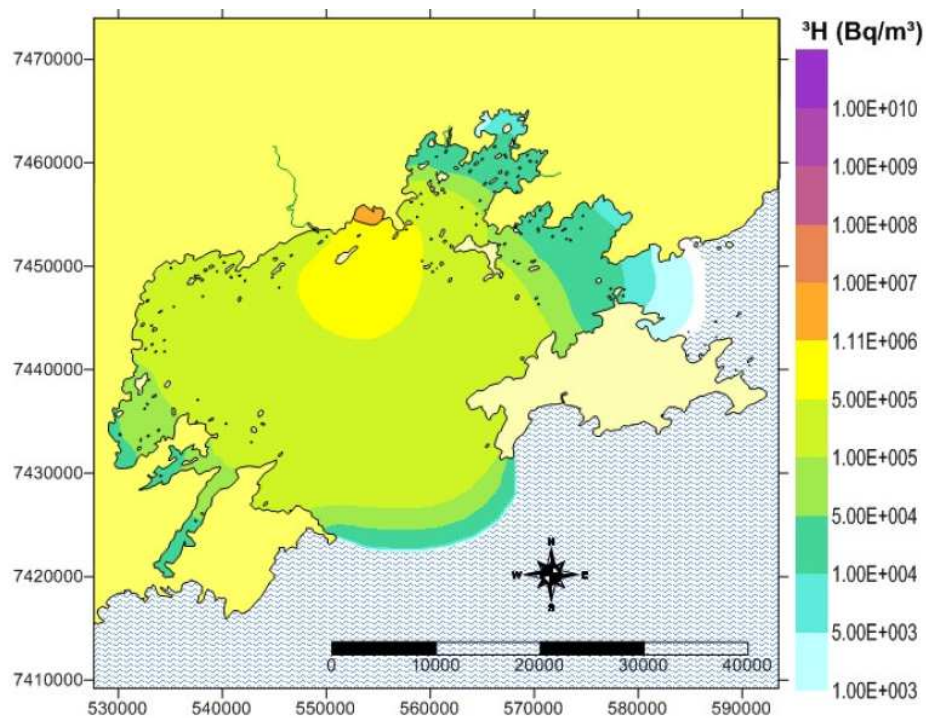 ³H (Bq/m³)
7470000
7460000
7450000
7440000
7430000
7420000
7410000
1.00E+010
1.00E+009
1.00E+008
1.00E+007
1.11E+006
5.00E+005
1.00E+005
5.00E+004
1.00E+004
5.00E+003
1.00E+003
N
W E
S
0 10000 20000 30000 40000
530000 540000 550000 560000 570000 580000 590000